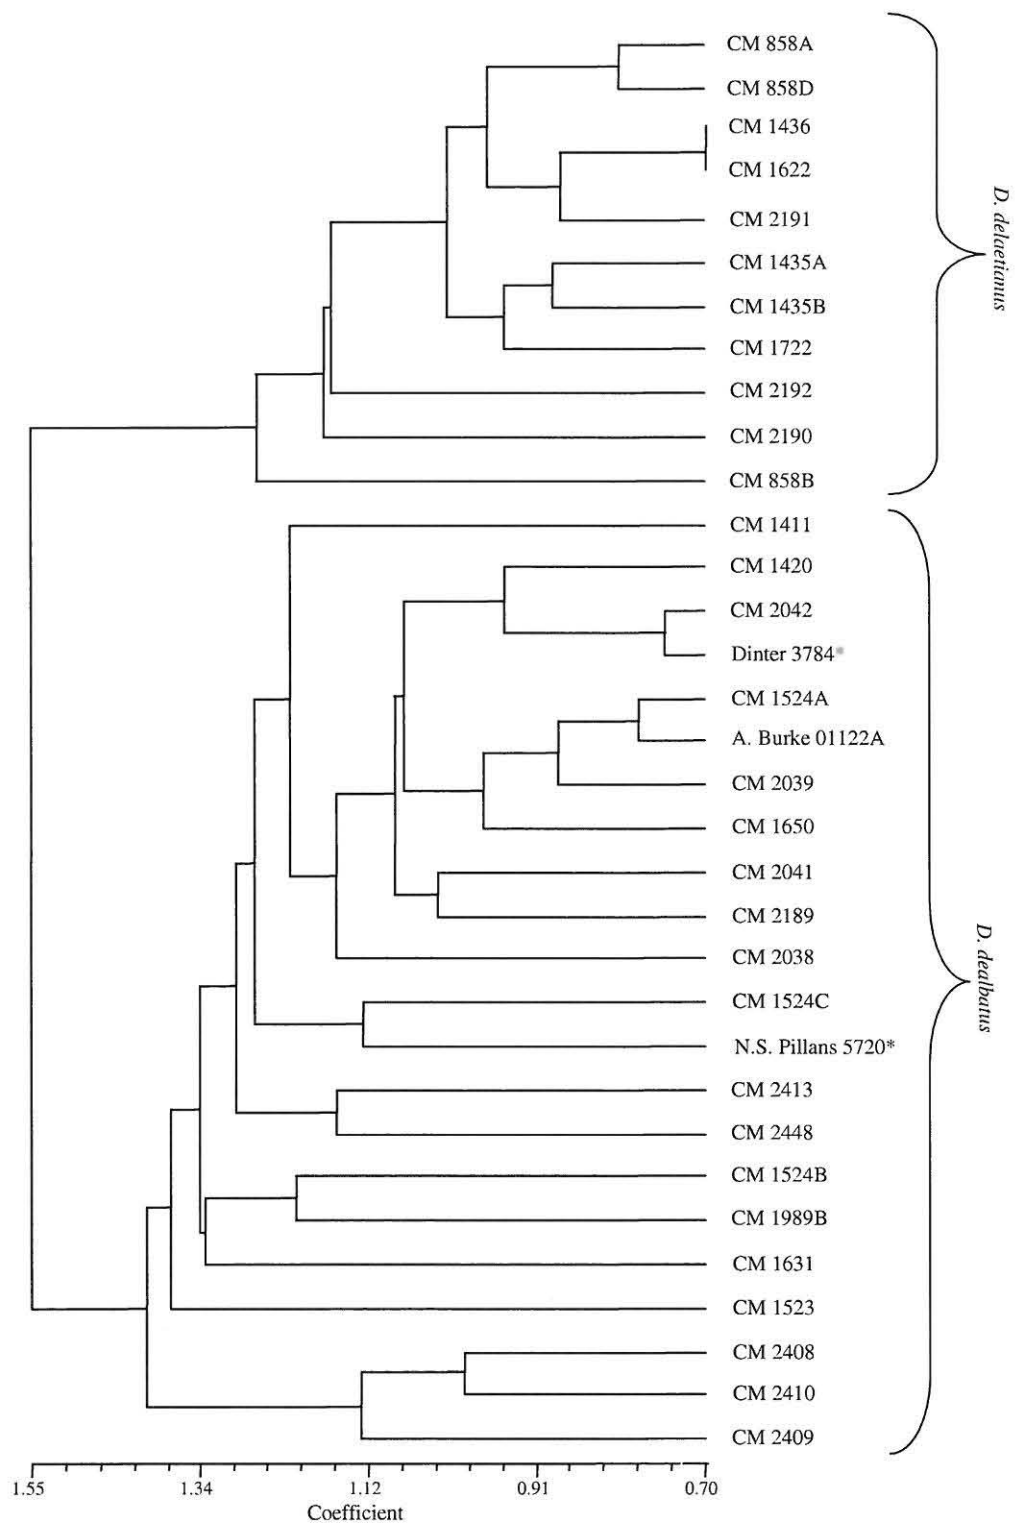 CM 858A
CM 858D
CM 1436
CM 1622
CM 2191
CM 1435A
CM 1435B
CM 1722
CM 2192
CM 2190
CM 858B
D. delaetianus
CM 1411
CM 1420
CM 2042
Dinter 3784*
CM 1524A
A. Burke 01122A
CM 2039
CM 1650
CM 2041
CM 2189
CM 2038
CM 1524C
N.S. Pillans 5720*
CM 2413
CM 2448
CM 1524B
CM 1989B
CM 1631
CM 1523
CM 2408
CM 2410
CM 2409
D. dealbatus
1.55 1.34 1.12 0.91 0.70
Coefficient